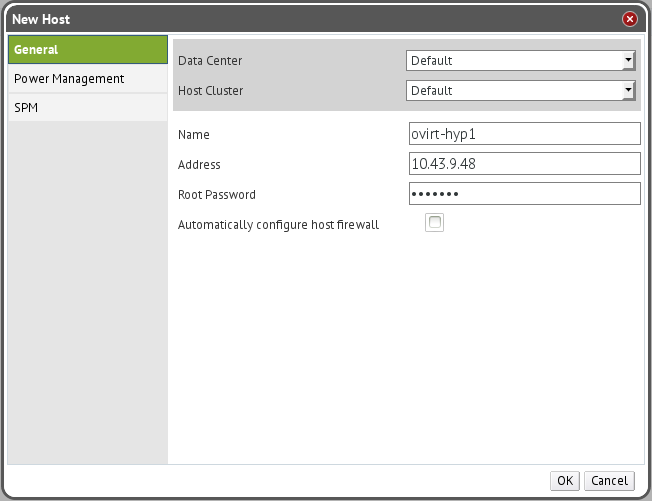 New Host
General
Power Management
SPM
Data Center Default
Host Cluster Default
Name ovirt-hyp1
Address 10.43.9.48
Root Password •••••••
Automatically configure host firewall
OK Cancel